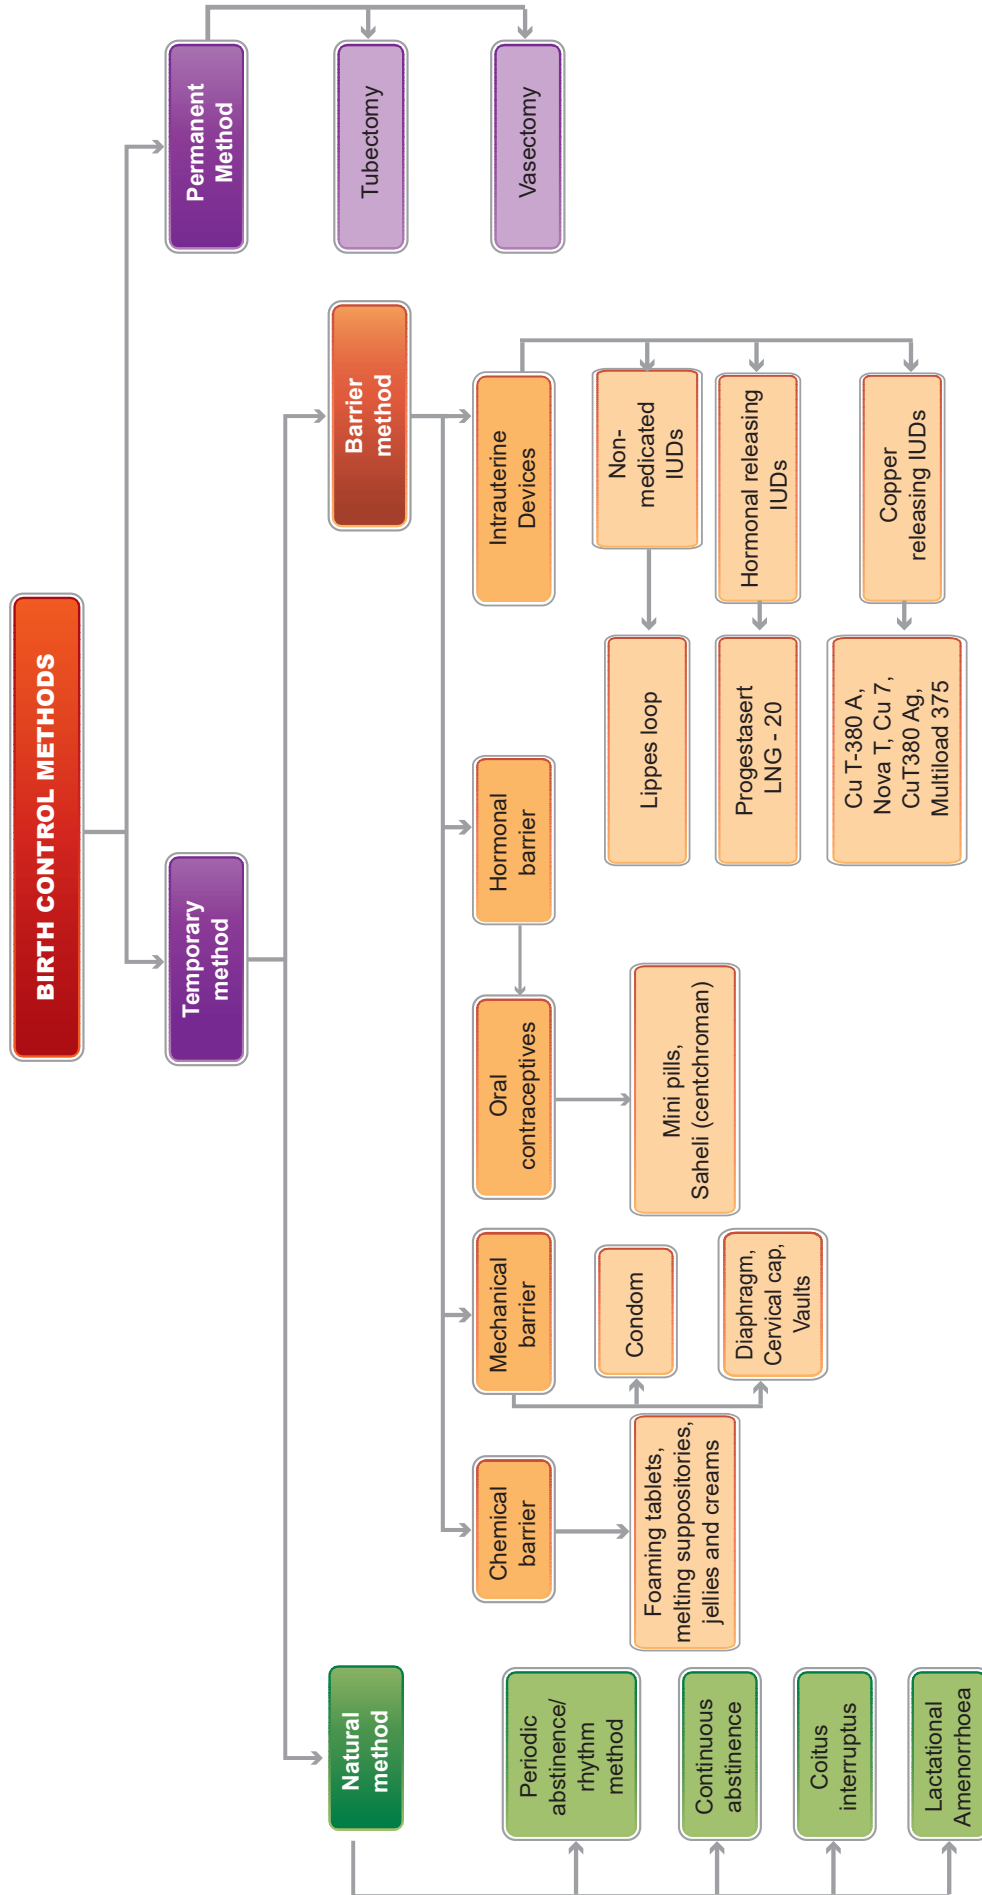 BIRTH CONTROL METHODS
Temporary
method
Permanent
Method
Natural
method
Barrier
method
Tubectomy
Vasectomy
Periodic
abstinence/
rhythm
method
Continuous
abstinence
Coitus
interruptus
Lactational
Amenorrhoea
Chemical
barrier
Foaming tablets,
melting suppositories,
jellies and creams
Mechanical
barrier
Condom
Diaphragm,
Cervical cap,
Vaults
Oral
contraceptives
Mini pills,
Saheli (centchroman)
Hormonal
barrier
Intrauterine
Devices
Non-
medicated
IUDs
Lippes loop
Hormonal releasing
IUDs
Progestasert
LNG - 20
Copper
releasing IUDs
Cu T-380 A,
Nova T, Cu 7,
CuT380 Ag,
Multiload 375